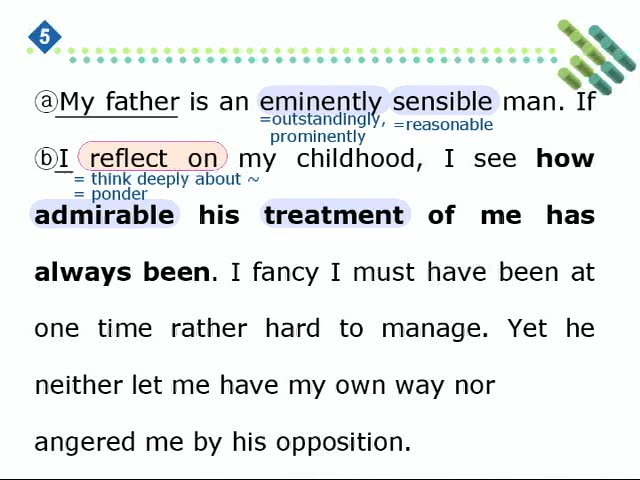 5
ⓐMy father is an eminently sensible man. If
=outstandingly, =reasonable
prominently
ⓑI reflect on my childhood, I see how
= think deeply about ~
= ponder
admirable his treatment of me has
always been. I fancy I must have been at
one time rather hard to manage. Yet he
neither let me have my own way nor
angered me by his opposition.